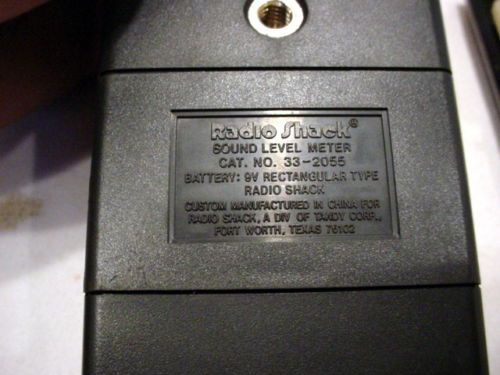 Radio Shack®
SOUND LEVEL METER
CAT. NO. 33-2055
BATTERY: 9V RECTANGULAR TYPE
RADIO SHACK
CUSTOM MANUFACTURED IN CHINA FOR
RADIO SHACK, A DIV OF TANDY CORP.,
FORT WORTH, TEXAS 76102